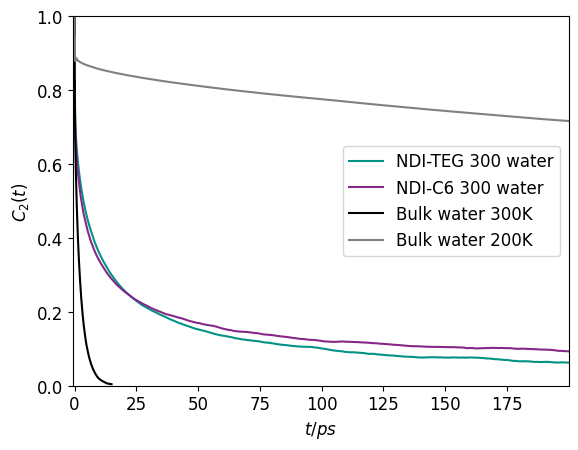 1.0
0.8
0.6
0.4
0.2
0.0
C₂(t)
NDI-TEG 300 water
NDI-C6 300 water
Bulk water 300K
Bulk water 200K
0 25 50 75 100 125 150 175
t/ps